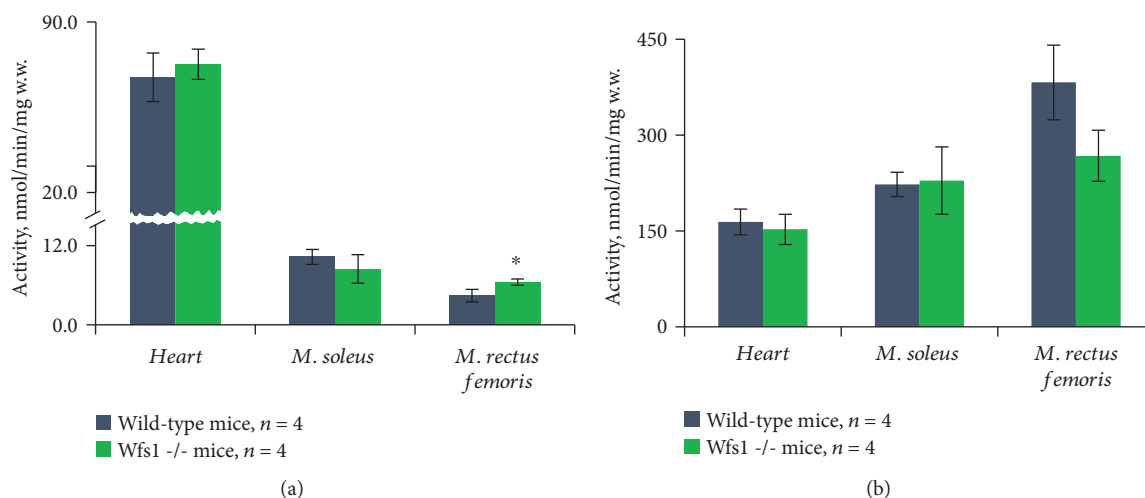 90.0
20.0
12.0
0.0
Activity, nmol/min/mg w.w.
*
Heart
M. soleus
M. rectus
femoris
Wild-type mice, n = 4
Wfs1 -/- mice, n = 4
(a)
450
300
150
0
Activity, nmol/min/mg w.w.
Heart
M. soleus
M. rectus
femoris
Wild-type mice, n = 4
Wfs1 -/- mice, n = 4
(b)